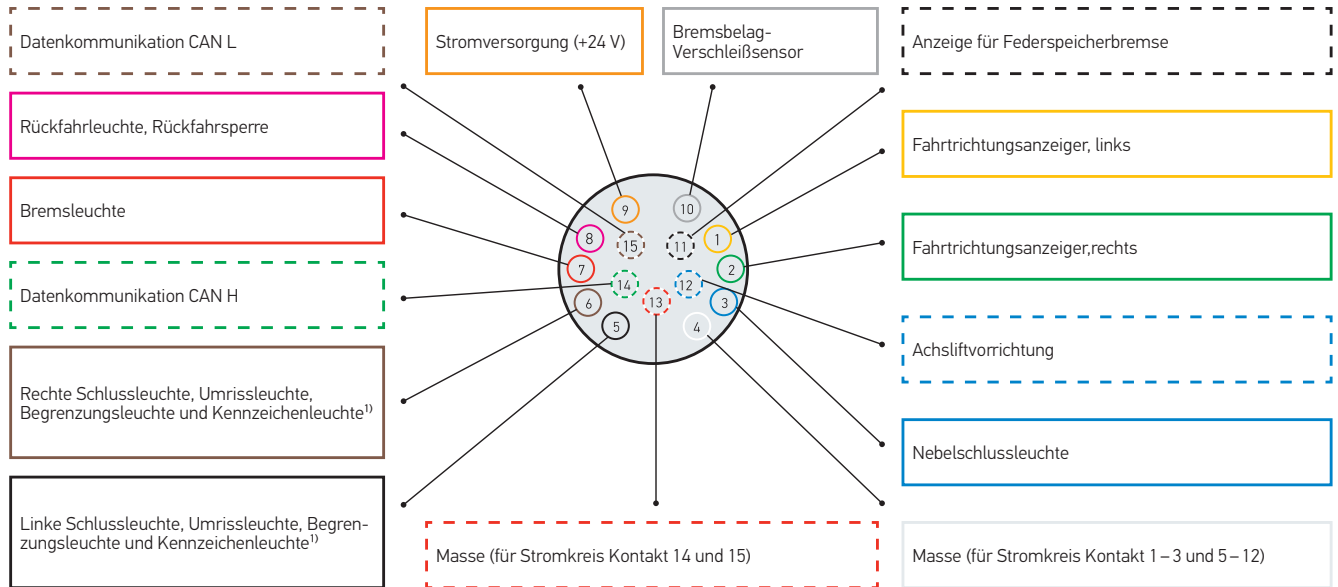 Datenkommunikation CAN L
Stromversorgung (+24 V)
Bremsbelag-
Verschleißsensor
Anzeige für Federspeicherbremse
Rückfahrleuchte, Rückfahrsperre
Fahrtrichtungsanzeiger, links
Bremsleuchte
Fahrtrichtungsanzeiger,rechts
Datenkommunikation CAN H
Achsliftvorrichtung
Rechte Schlussleuchte, Umrissleuchte,
Begrenzungsleuchte und Kennzeichenleuchte¹⁾
Nebelschlussleuchte
Linke Schlussleuchte, Umrissleuchte, Begren-
zungsleuchte und Kennzeichenleuchte¹⁾
Masse (für Stromkreis Kontakt 14 und 15)
Masse (für Stromkreis Kontakt 1 – 3 und 5 – 12)
9
10
8
15
11
1
7
2
14
12
6
13
3
5
4